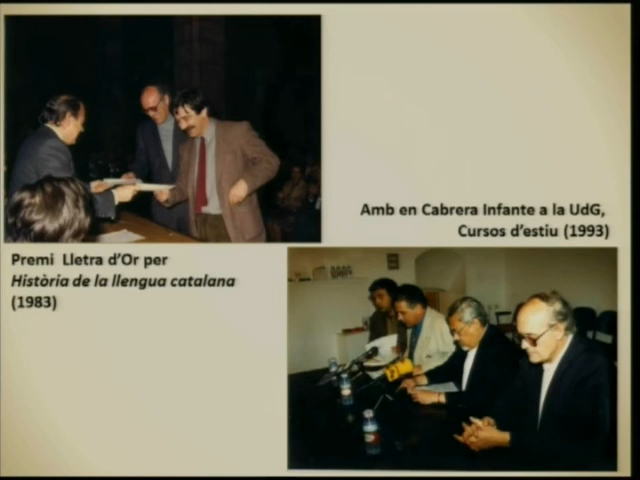 Premi Lletra d'Or per
Història de la llengua catalana
(1983)
Amb en Cabrera Infante a la UdG,
Cursos d'estiu (1993)